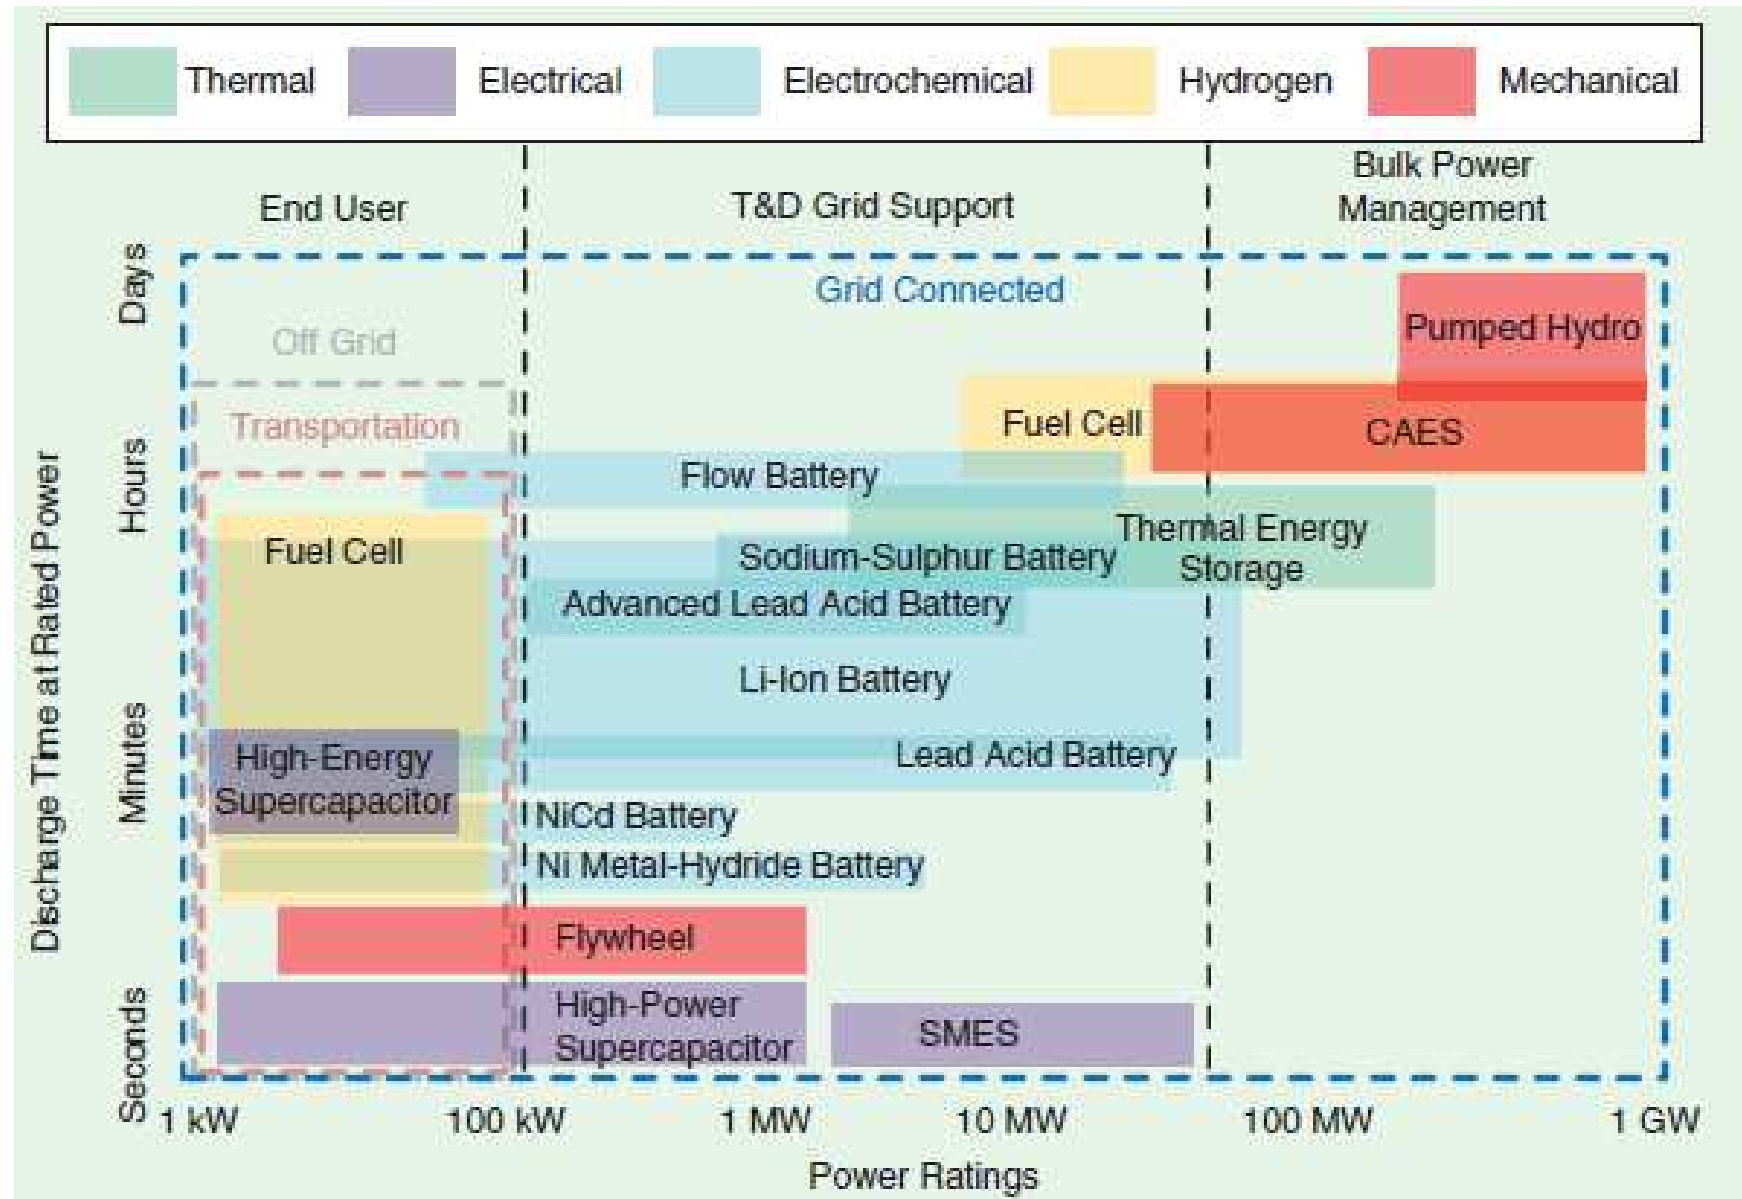 Thermal
Electrical
Electrochemical
Hydrogen
Mechanical
End User
T&D Grid Support
Bulk Power
Management
Days
Hours
Minutes
Seconds
Discharge Time at Rated Power
Grid Connected
Off Grid
Transportation
Pumped Hydro
Fuel Cell
CAES
Flow Battery
Thermal Energy
Storage
Fuel Cell
Sodium-Sulphur Battery
Advanced Lead Acid Battery
Li-Ion Battery
High-Energy
Supercapacitor
Lead Acid Battery
NiCd Battery
Ni Metal-Hydride Battery
Flywheel
High-Power
Supercapacitor
SMES
1 kW
100 kW
1 MW
10 MW
100 MW
1 GW
Power Ratings